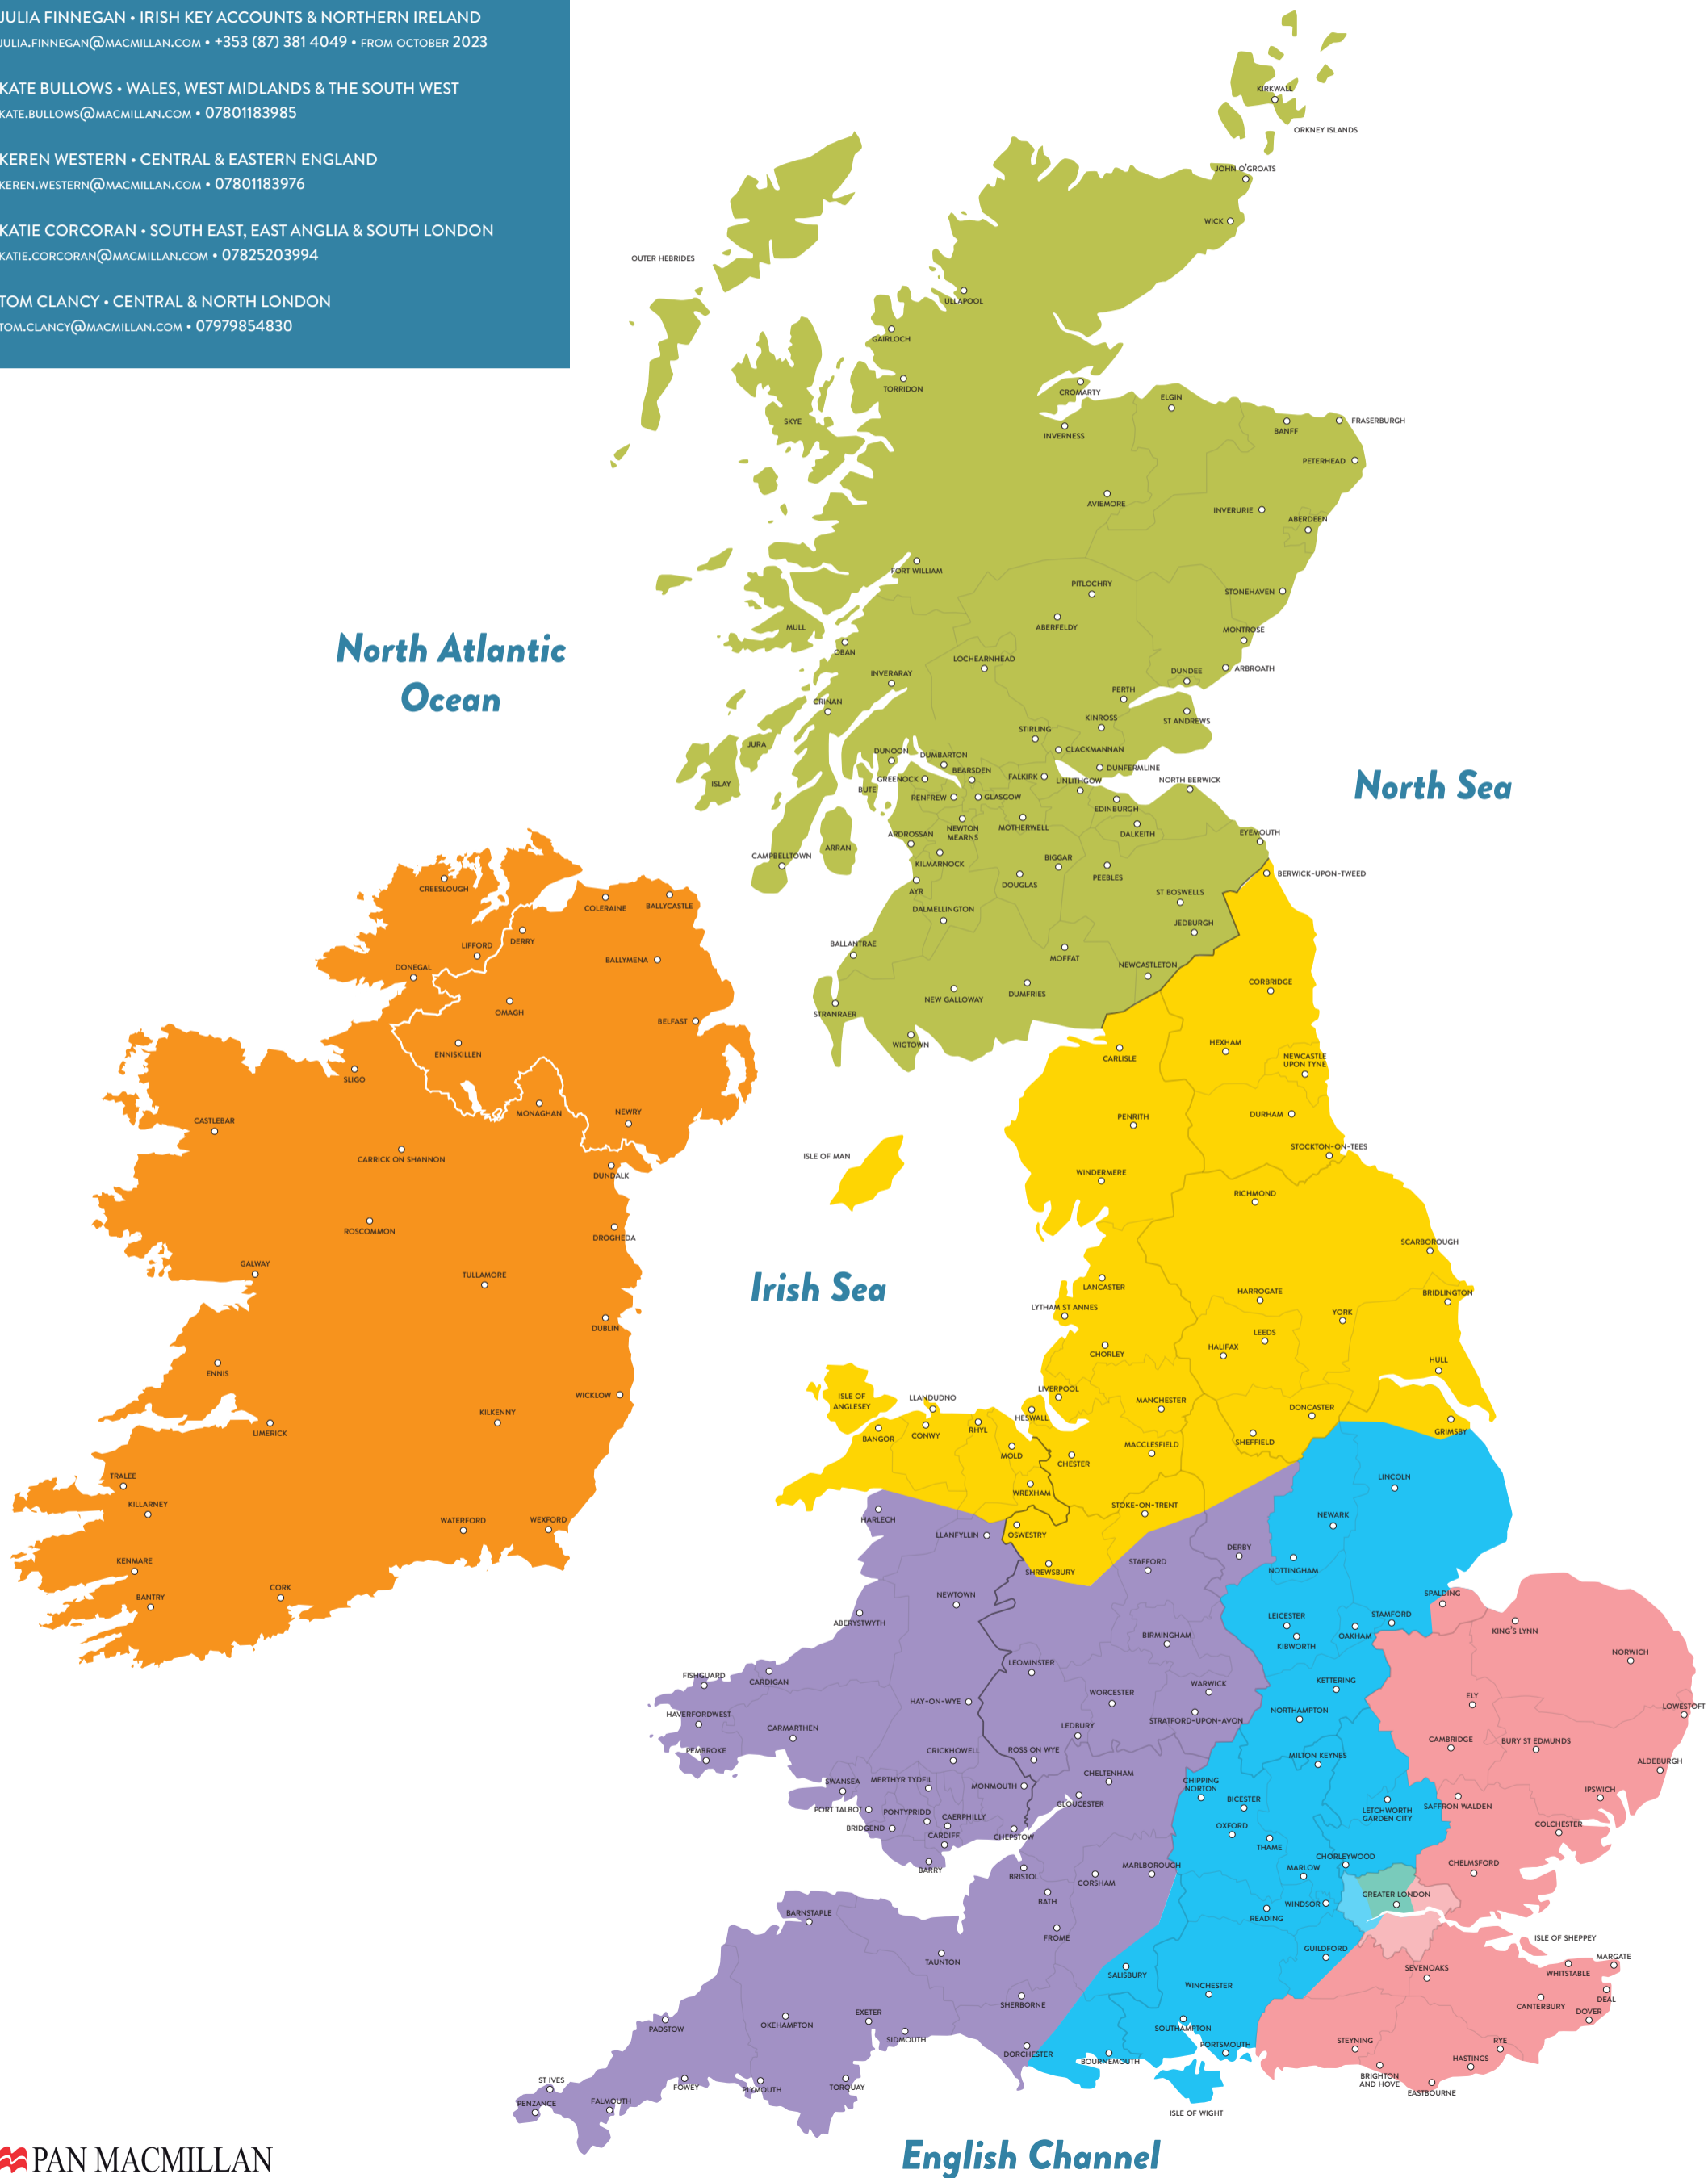 JULIA FINNEGAN • IRISH KEY ACCOUNTS & NORTHERN IRELAND
JULIA.FINNEGAN@MACMILLAN.COM • +353 (87) 381 4049 • FROM OCTOBER 2023
KATE BULLOWS • WALES, WEST MIDLANDS & THE SOUTH WEST
KATE.BULLOWS@MACMILLAN.COM • 07801183985
KEREN WESTERN • CENTRAL & EASTERN ENGLAND
KEREN.WESTERN@MACMILLAN.COM • 07801183976
KATIE CORCORAN • SOUTH EAST, EAST ANGLIA & SOUTH LONDON
KATIE.CORCORAN@MACMILLAN.COM • 07825203994
TOM CLANCY • CENTRAL & NORTH LONDON
TOM.CLANCY@MACMILLAN.COM • 07979854830
KIRKWALL
ORKNEY ISLANDS
JOHN O'GROATS
WICK
OUTER HEBRIDES
ULLAPOOL
GAIRLOCH
TORRIDON
CROMARTY
ELGIN
SKYE
INVERNESS
BANFF
FRASERBURGH
PETERHEAD
AVIEMORE
INVERURIE
ABERDEEN
FORT WILLIAM
PITLOCHRY
STONEHAVEN
MULL
ABERFELDY
MONTROSE
North Atlantic
Ocean
OBAN
LOCHEARNHEAD
INVERARAY
DUNDEE
ARBROATH
PERTH
CRINAN
KINROSS
ST ANDREWS
STIRLING
JURA
CLACKMANNAN
DUNOON
DUMBARTON
DUNFERMLINE
BEARSDEN
GREENOCK
FALKIRK
LINLITHGOW
NORTH BERWICK
North Sea
ISLAY
BUTE
RENFREW
GLASGOW
EDINBURGH
NEWTON
MEARNS
MOTHERWELL
DALKEITH
ARDROSSAN
EYEMOUTH
ARRAN
CAMPBELLTOWN
KILMARNOCK
BIGGAR
PEEBLES
BERWICK-UPON-TWEED
DOUGLAS
AYR
ST BOSWELLS
DALMELLINGTON
JEDBURGH
BALLANTRAE
MOFFAT
NEWCASTLETON
NEW GALLOWAY
DUMFRIES
STRANRAER
WIGTOWN
CREESLOUGH
COLERAINE
BALLYCASTLE
DERRY
LIFFORD
BALLYMENA
DONEGAL
OMAGH
BELFAST
ENNISKILLEN
SLIGO
MONAGHAN
NEWRY
CASTLEBAR
CARRICK ON SHANNON
DUNDALK
ROSCOMMON
DROGHEDA
GALWAY
TULLAMORE
DUBLIN
ENNIS
WICKLOW
KILKENNY
LIMERICK
TRALEE
KILLARNEY
WATERFORD
WEXFORD
KENMARE
CORK
BANTRY
CORBRIDGE
CARLISLE
HEXHAM
NEWCASTLE
UPON TYNE
PENRITH
DURHAM
STOCKTON-ON-TEES
ISLE OF MAN
WINDERMERE
RICHMOND
SCARBOROUGH
Irish Sea
LANCASTER
HARROGATE
BRIDLINGTON
LYTHAM ST ANNES
YORK
LEEDS
HALIFAX
CHORLEY
HULL
LIVERPOOL
ISLE OF
ANGLESEY
LLANDUDNO
MANCHESTER
DONCASTER
HESWALL
RHYL
CONWY
BANGOR
GRIMSBY
SHEFFIELD
MACCLESFIELD
MOLD
CHESTER
LINCOLN
WREXHAM
STOKE-ON-TRENT
HARLECH
NEWARK
LLANFYLLIN
OSWESTRY
DERBY
STAFFORD
SHREWSBURY
NOTTINGHAM
NEWTOWN
SPALDING
ABERYSTWYTH
LEICESTER
STAMFORD
OAKHAM
KIBWORTH
KING'S LYNN
BIRMINGHAM
NORWICH
LEOMINSTER
FISHGUARD
CARDIGAN
KETTERING
WARWICK
HAY-ON-WYE
WORCESTER
ELY
LOWESTOFT
HAVERFORDWEST
NORTHAMPTON
STRATFORD-UPON-AVON
CARMARTHEN
LEDBURY
CAMBRIDGE
BURY ST EDMUNDS
PEMBROKE
CRICKHOWELL
ROSS ON WYE
MILTON KEYNES
ALDEBURGH
SWANSEA
MERTHYR TYDFIL
MONMOUTH
CHELTENHAM
CHIPPING
NORTON
IPSWICH
GLOUCESTER
BICESTER
LETCHWORTH
GARDEN CITY
SAFFRON WALDEN
PORT TALBOT
PONTYPRIDD
CAERPHILLY
BRIDGEND
CARDIFF
CHEPSTOW
OXFORD
COLCHESTER
THAME
BARRY
CHORLEYWOOD
CHELMSFORD
BRISTOL
CORSHAM
MARLBOROUGH
MARLOW
BATH
GREATER LONDON
WINDSOR
READING
BARNSTAPLE
FROME
ISLE OF SHEPPEY
GUILDFORD
TAUNTON
MARGATE
WHITSTABLE
SALISBURY
SEVENOAKS
WINCHESTER
DEAL
CANTERBURY
SHERBORNE
DOVER
OKEHAMPTON
EXETER
PADSTOW
SIDMOUTH
SOUTHAMPTON
STEYNING
RYE
DORCHESTER
PORTSMOUTH
BOURNEMOUTH
HASTINGS
BRIGHTON
AND HOVE
EASTBOURNE
ST IVES
FOWEY
PLYMOUTH
TORQUAY
PENZANCE
FALMOUTH
ISLE OF WIGHT
English Channel
PAN MACMILLAN